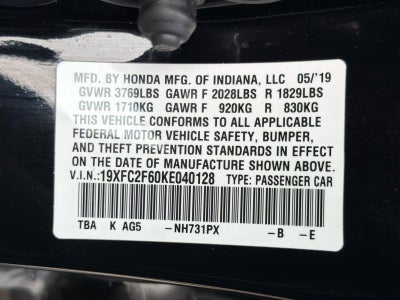 MFD. BY HONDA MFG. OF INDIANA, LLC 05/'19
GVWR 3769LBS GAWR F 2028LBS R 1829LBS
GVWR 1710KG GAWR F 920KG R 830KG
THIS VEHICLE CONFORMS TO ALL APPLICABLE
FEDERAL MOTOR VEHICLE SAFETY, BUMPER,
AND THEFT PREVENTION STANDARDS IN EFFECT
ON THE DATE OF MANUFACTURE SHOWN ABOVE.
V.I.N.:19XFC2F60KE040128 TYPE: PASSENGER CAR
TBA K AG5 –NH731PX –B –E